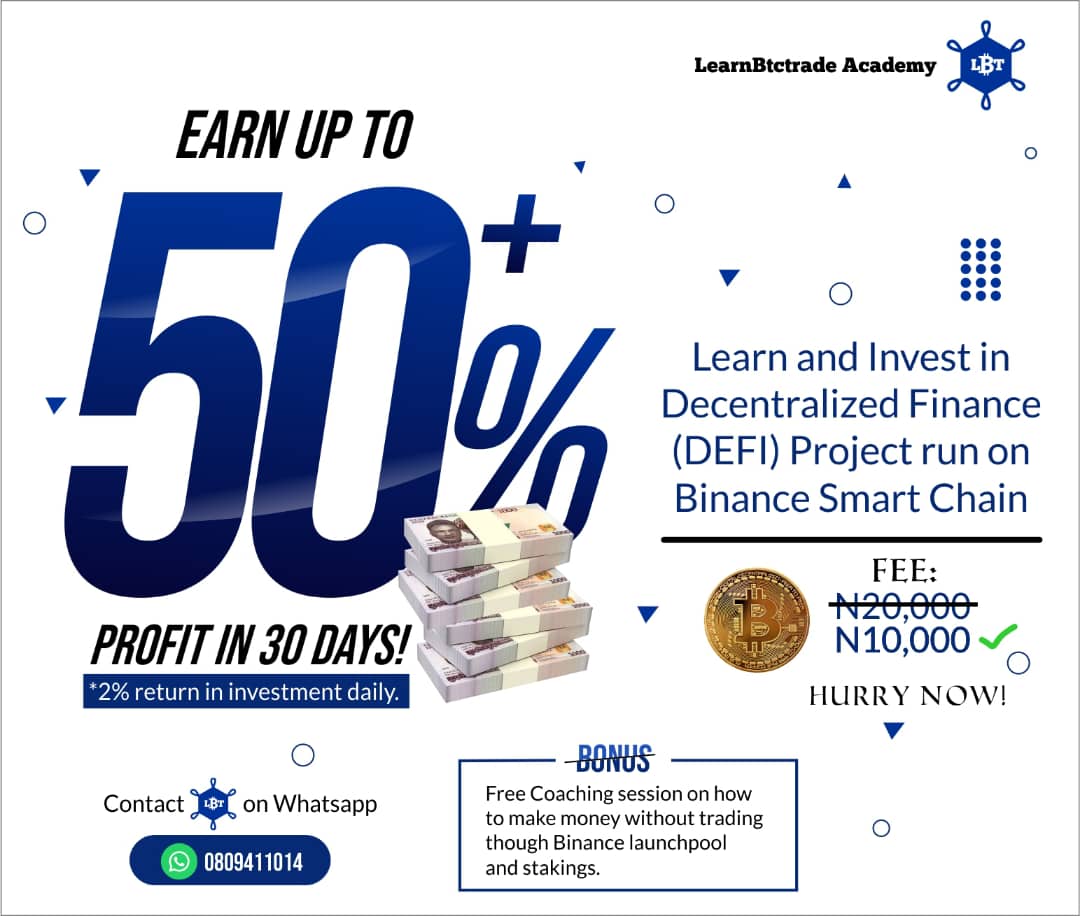 LearnBtctrade Academy
LBT
EARN UP TO
50+%
PROFIT IN 30 DAYS!
*2% return in investment daily.
Learn and Invest in
Decentralized Finance
(DEFI) Project run on
Binance Smart Chain
FEE:
N20,000
N10,000
HURRY NOW!
1000
Contact LBT on Whatsapp
0809411014
BONUS
Free Coaching session on how
to make money without trading
though Binance launchpool
and stakings.